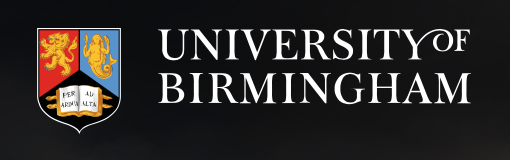 PER AD
ARDUA ALTA
UNIVERSITY OF
BIRMINGHAM